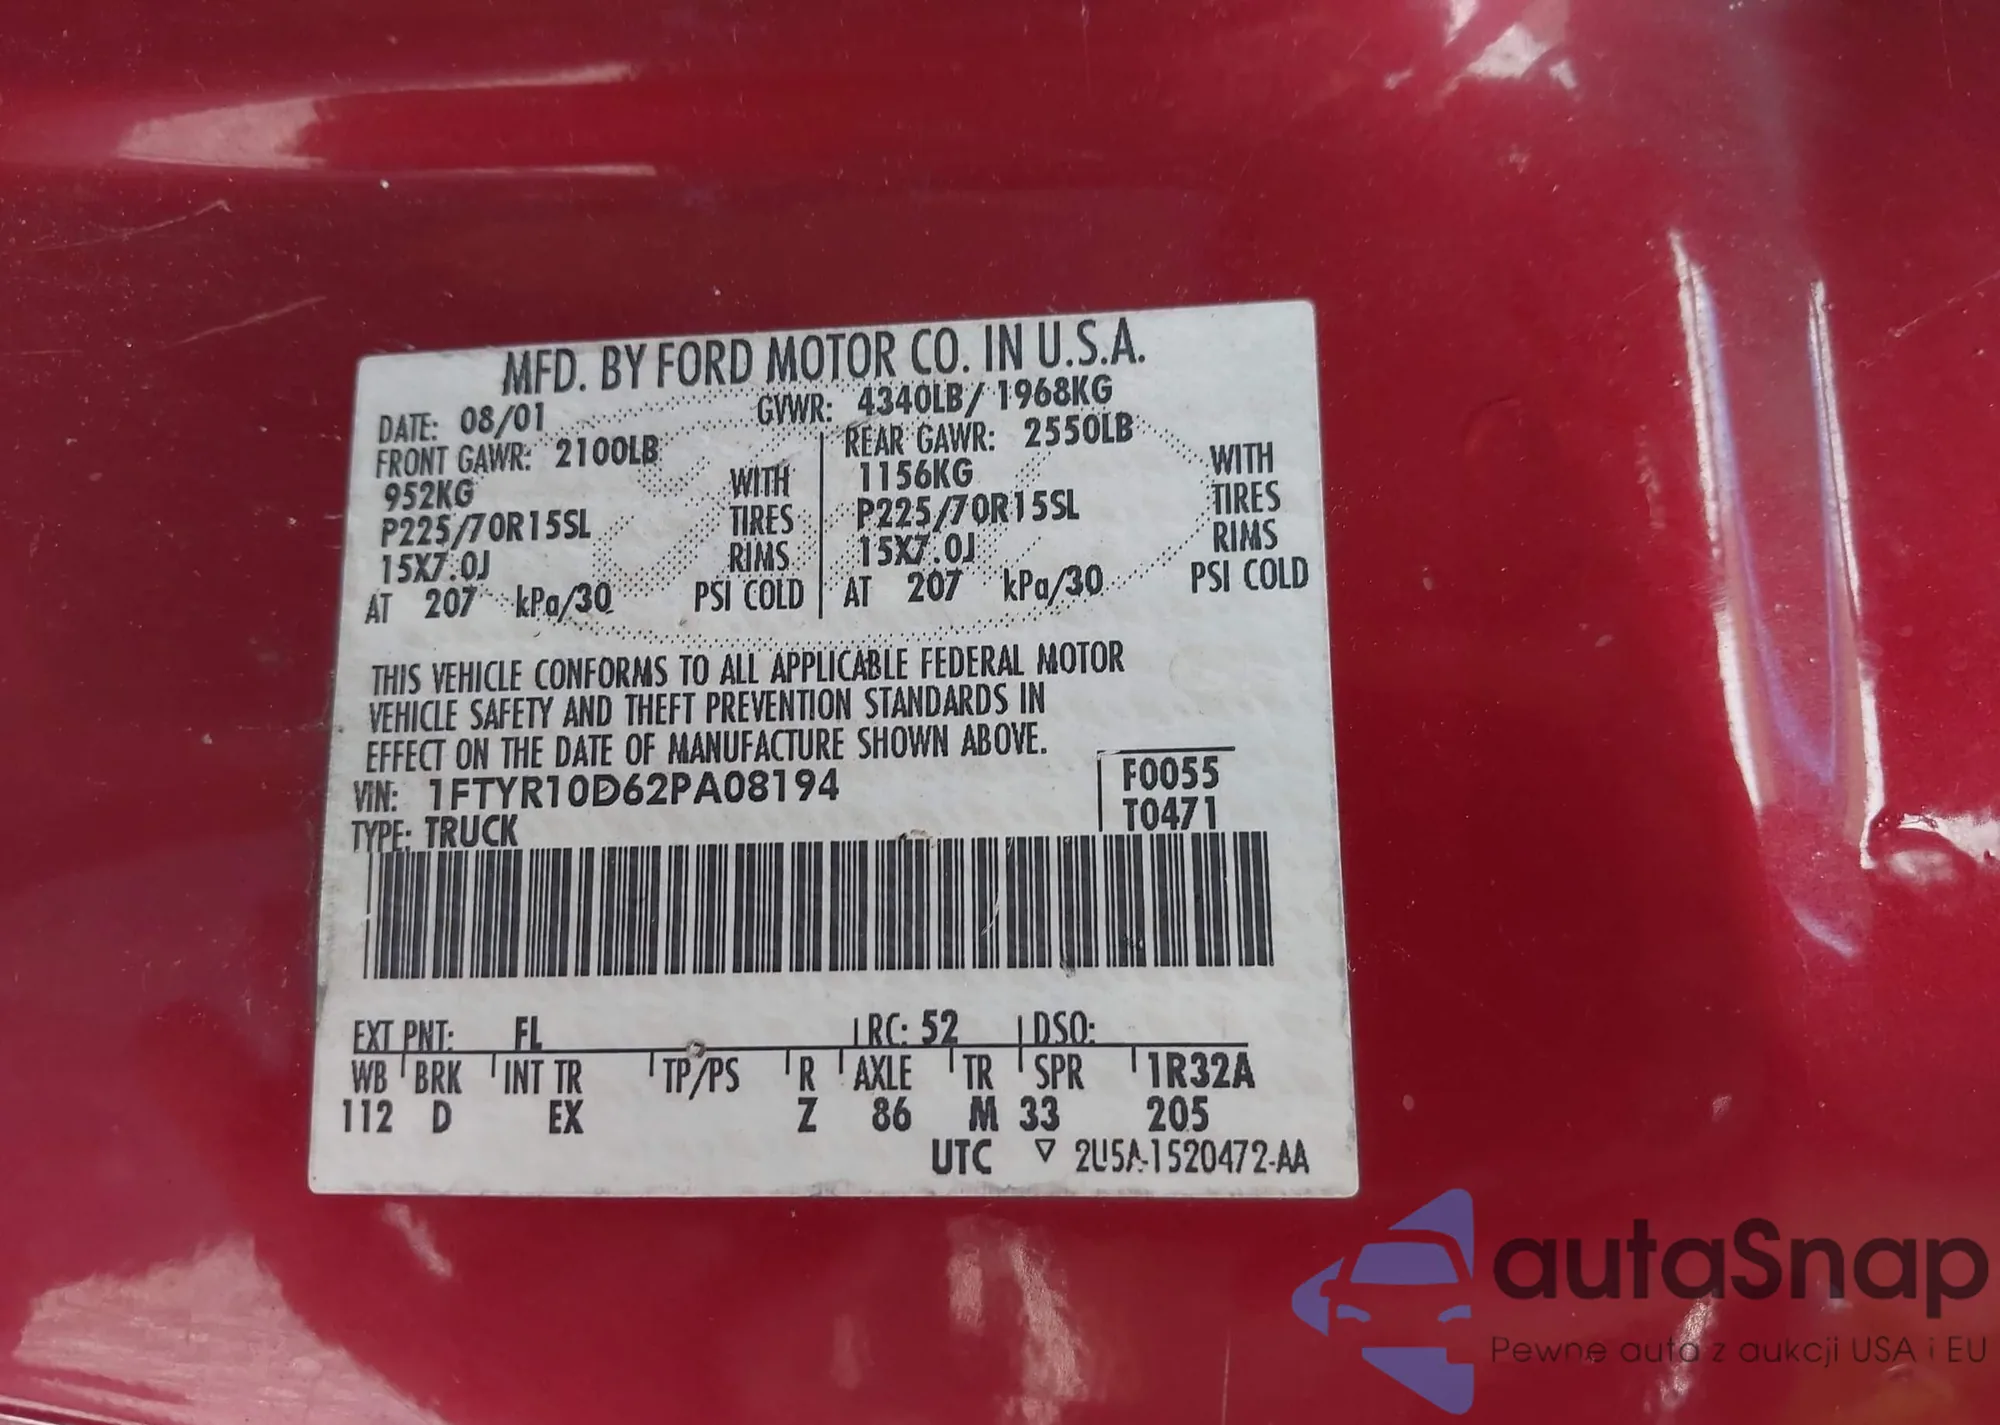 MFD. BY FORD MOTOR CO. IN U.S.A.
DATE: 08/01 GVWR: 4340LB/ 1968KG
FRONT GAWR: 2100LB REAR GAWR: 2550LB
952KG WITH 1156KG WITH
P225/70R15SL TIRES P225/70R15SL TIRES
15X7.0J RIMS 15X7.0J RIMS
AT 207 kPa/30 PSI COLD AT 207 kPa/30 PSI COLD
THIS VEHICLE CONFORMS TO ALL APPLICABLE FEDERAL MOTOR
VEHICLE SAFETY AND THEFT PREVENTION STANDARDS IN
EFFECT ON THE DATE OF MANUFACTURE SHOWN ABOVE.
VIN: 1FTYR10D62PA08194 F0055
TYPE: TRUCK T0471
EXT PNT: FL RC: 52 DSO:
WB BRK INT TR TP/PS R AXLE TR SPR 1R32A
112 D EX Z 86 M 33 205
UTC ▽ 2U5A-1520472-AA
autaSnap
Pewne auta z aukcji USA i EU